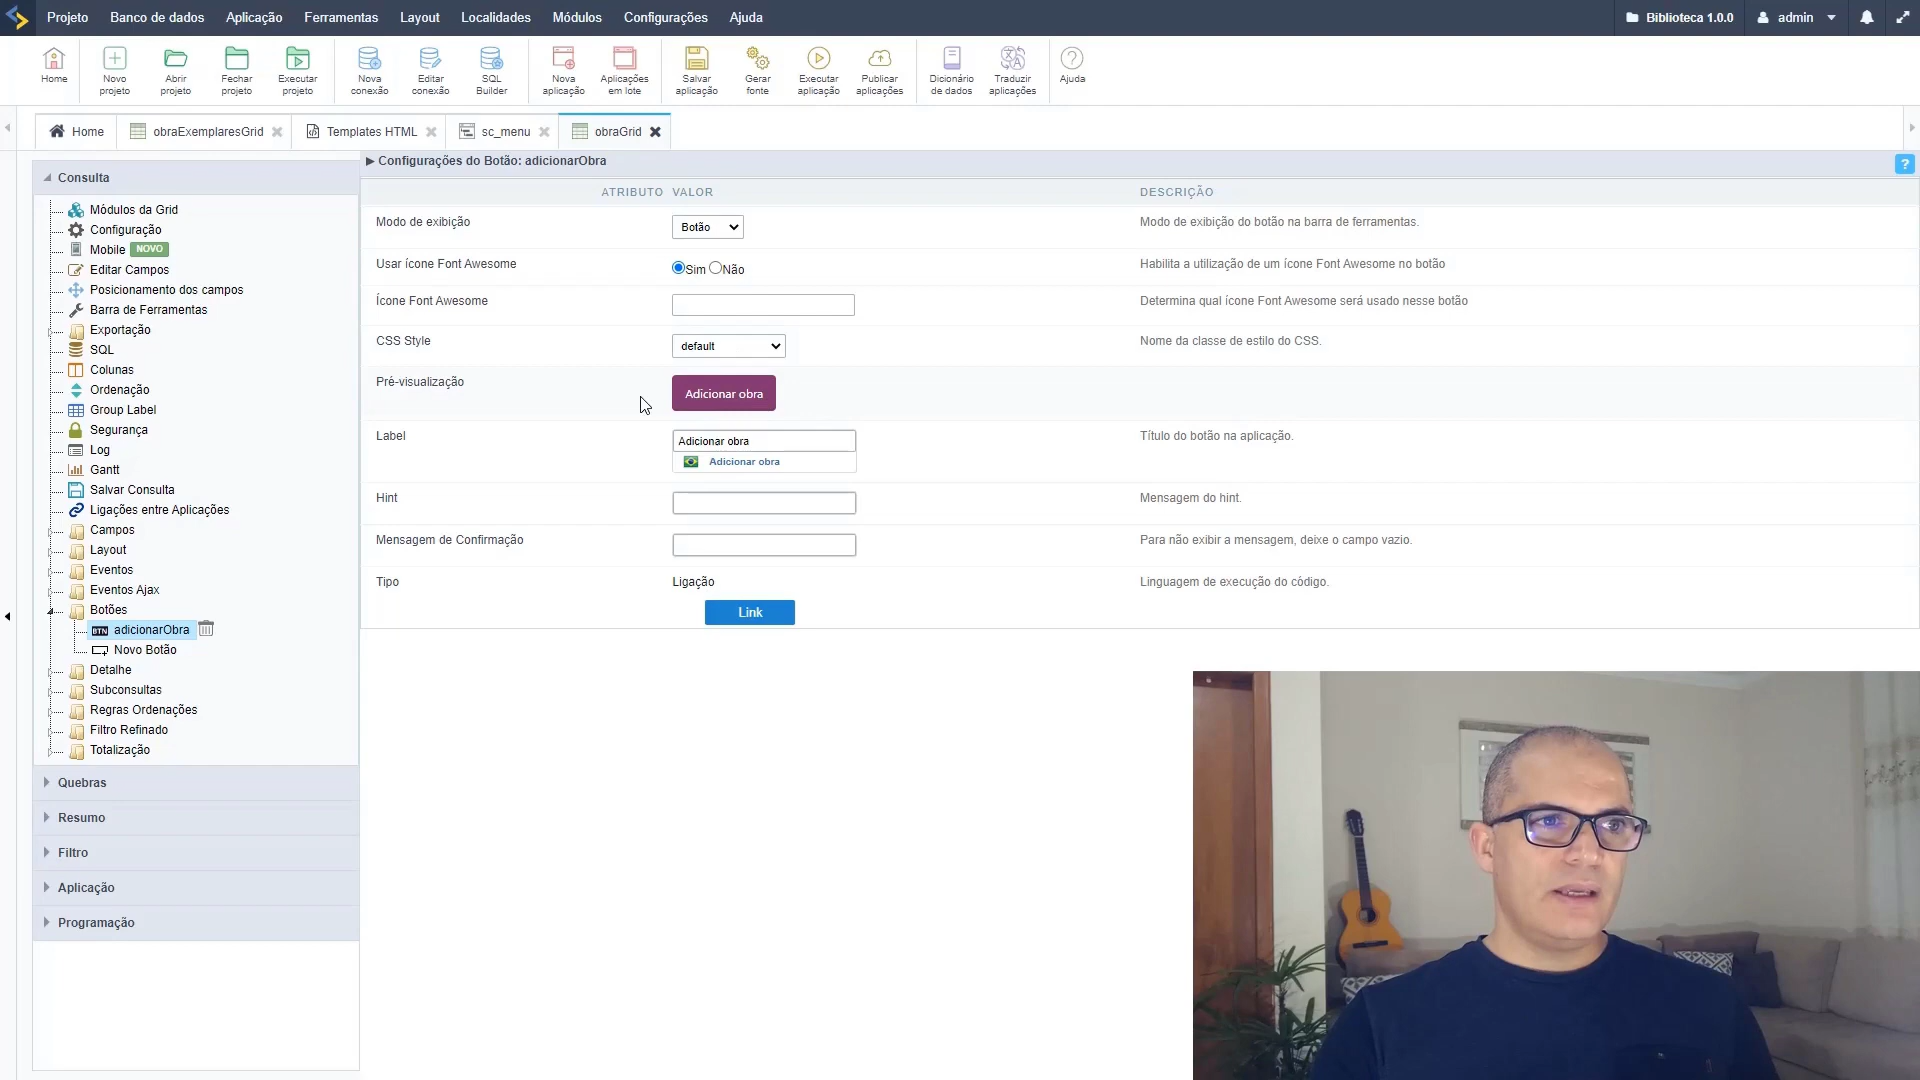 Projeto Banco de dados Aplicação Ferramentas Layout Localidades Módulos Configurações Ajuda Biblioteca 1.0.0 admin
Home
Novo projeto
Abrir projeto
Fechar projeto
Executar projeto
Nova conexão
Editar conexão
SQL Builder
Nova aplicação
Aplicações em lote
Salvar aplicação
Gerar fonte
Executar aplicação
Publicar aplicações
Dicionário de dados
Traduzir aplicações
Ajuda
Home obraExemplaresGrid Templates HTML sc_menu obraGrid
Consulta
Módulos da Grid
Configuração
Mobile NOVO
Editar Campos
Posicionamento dos campos
Barra de Ferramentas
Exportação
SQL
Colunas
Ordenação
Group Label
Segurança
Log
Gantt
Salvar Consulta
Ligações entre Aplicações
Campos
Layout
Eventos
Eventos Ajax
Botões
BTN adicionarObra
Novo Botão
Detalhe
Subconsultas
Regras Ordenações
Filtro Refinado
Totalização
Quebras
Resumo
Filtro
Aplicação
Programação
Configurações do Botão: adicionarObra ?
ATRIBUTO VALOR DESCRIÇÃO
Modo de exibição Botão Modo de exibição do botão na barra de ferramentas.
Usar ícone Font Awesome Sim Não Habilita a utilização de um ícone Font Awesome no botão
Ícone Font Awesome Determina qual ícone Font Awesome será usado nesse botão
CSS Style default Nome da classe de estilo do CSS.
Pré-visualização Adicionar obra
Label Adicionar obra Título do botão na aplicação.
Adicionar obra
Hint Mensagem do hint.
Mensagem de Confirmação Para não exibir a mensagem, deixe o campo vazio.
Tipo Ligação Linguagem de execução do código.
Link